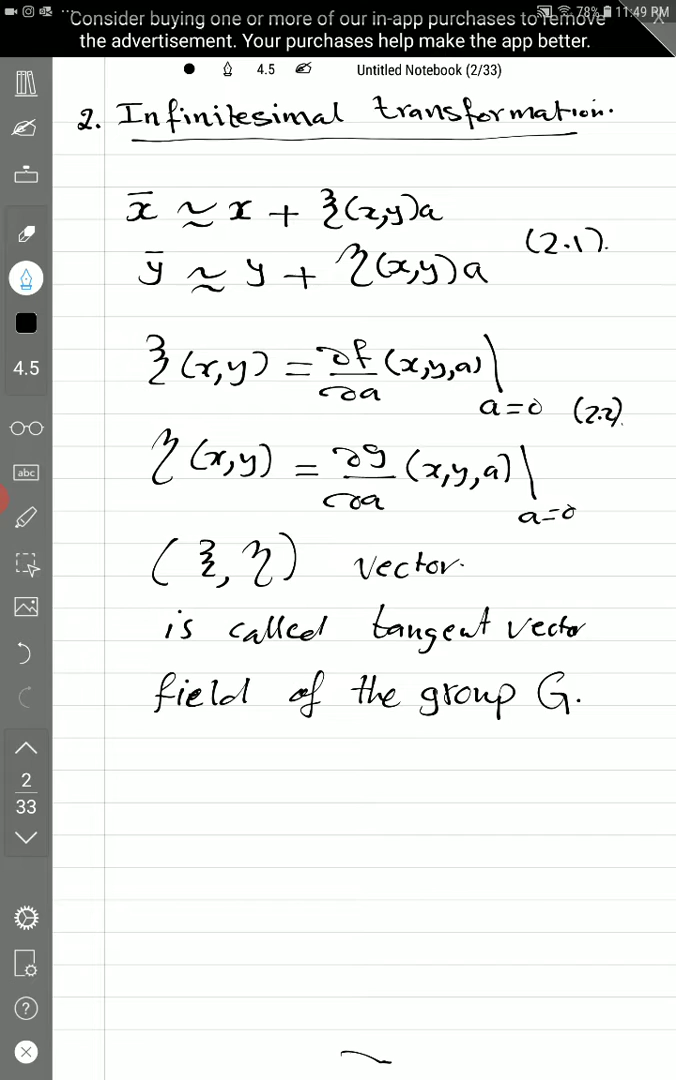 Consider buying one or more of our in-app purchases to remove
the advertisement. Your purchases help make the app better.
78% 11:49 PM
4.5 Untitled Notebook (2/33)
2. Infinitesimal transformation.
x̄ ≈ x + ξ(x,y)a
ȳ ≈ y + η(x,y)a (2.1).
ξ(x,y) = ∂f/∂a (x,y,a)|a=0 (2.2).
η(x,y) = ∂g/∂a (x,y,a)|a=0
(ξ, η) vector.
is called tangent vector
field of the group G.
4.5
abc
2
33
?